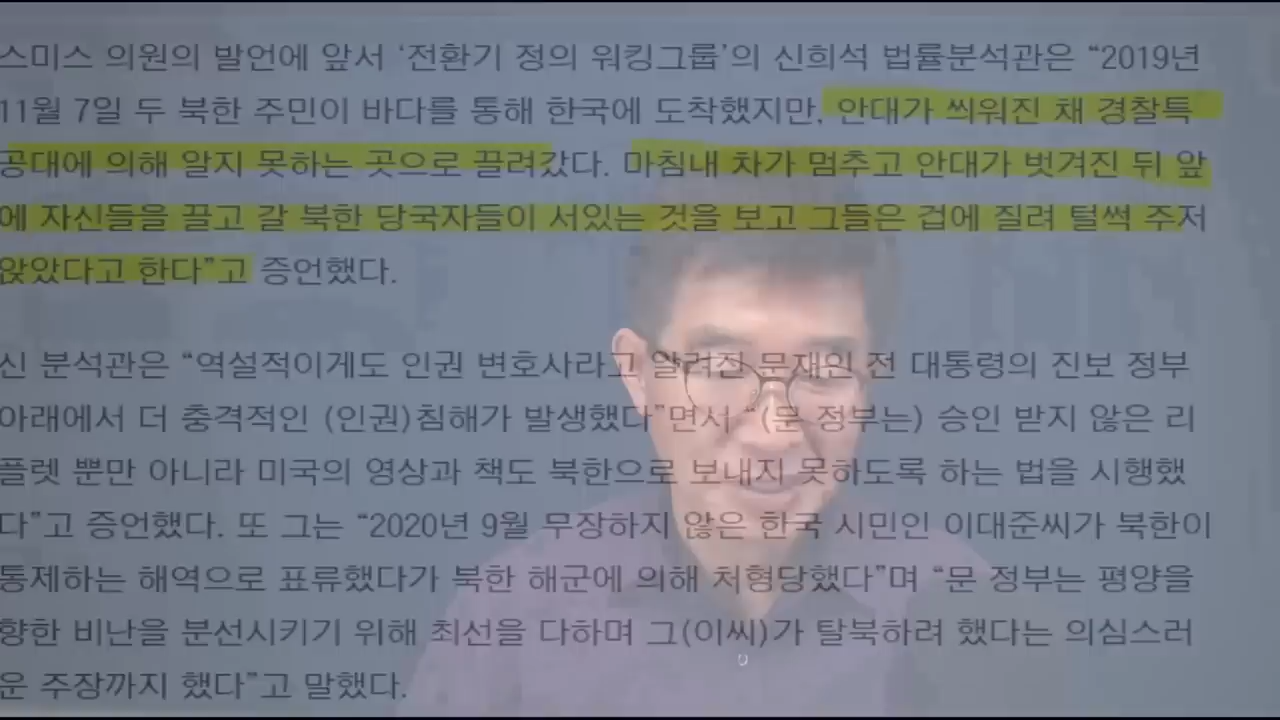 스미스 의원의 발언에 앞서 ‘전환기 정의 워킹그룹’의 신희석 법률분석관은 “2019년
11월 7일 두 북한 주민이 바다를 통해 한국에 도착했지만, 안대가 씌워진 채 경찰특
공대에 의해 알지 못하는 곳으로 끌려갔다. 마침내 차가 멈추고 안대가 벗겨진 뒤 앞
에 자신들을 끌고 갈 북한 당국자들이 서있는 것을 보고 그들은 겁에 질려 털썩 주저
앉았다고 한다”고 증언했다.
신 분석관은 “역설적이게도 인권 변호사라고 알려진 문재인 전 대통령의 진보 정부
아래에서 더 충격적인 (인권)침해가 발생했다”면서 “(문 정부는) 승인 받지 않은 리
플렛 뿐만 아니라 미국의 영상과 책도 북한으로 보내지 못하도록 하는 법을 시행했
다”고 증언했다. 또 그는 “2020년 9월 무장하지 않은 한국 시민인 이대준씨가 북한이
통제하는 해역으로 표류했다가 북한 해군에 의해 처형당했다”며 “문 정부는 평양을
향한 비난을 분선시키기 위해 최선을 다하며 그(이씨)가 탈북하려 했다는 의심스러
운 주장까지 했다”고 말했다.